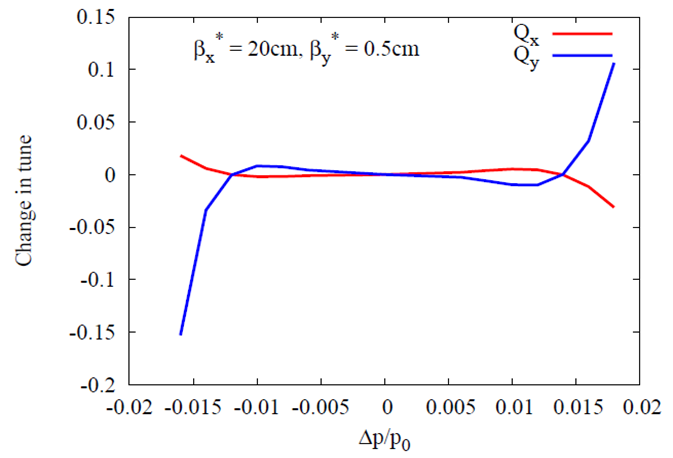 0.15
βx* = 20cm, βy* = 0.5cm
Qx
Qy
0.1
0.05
0
-0.05
-0.1
-0.15
-0.2
Change in tune
-0.02 -0.015 -0.01 -0.005 0 0.005 0.01 0.015 0.02
Δp/p0